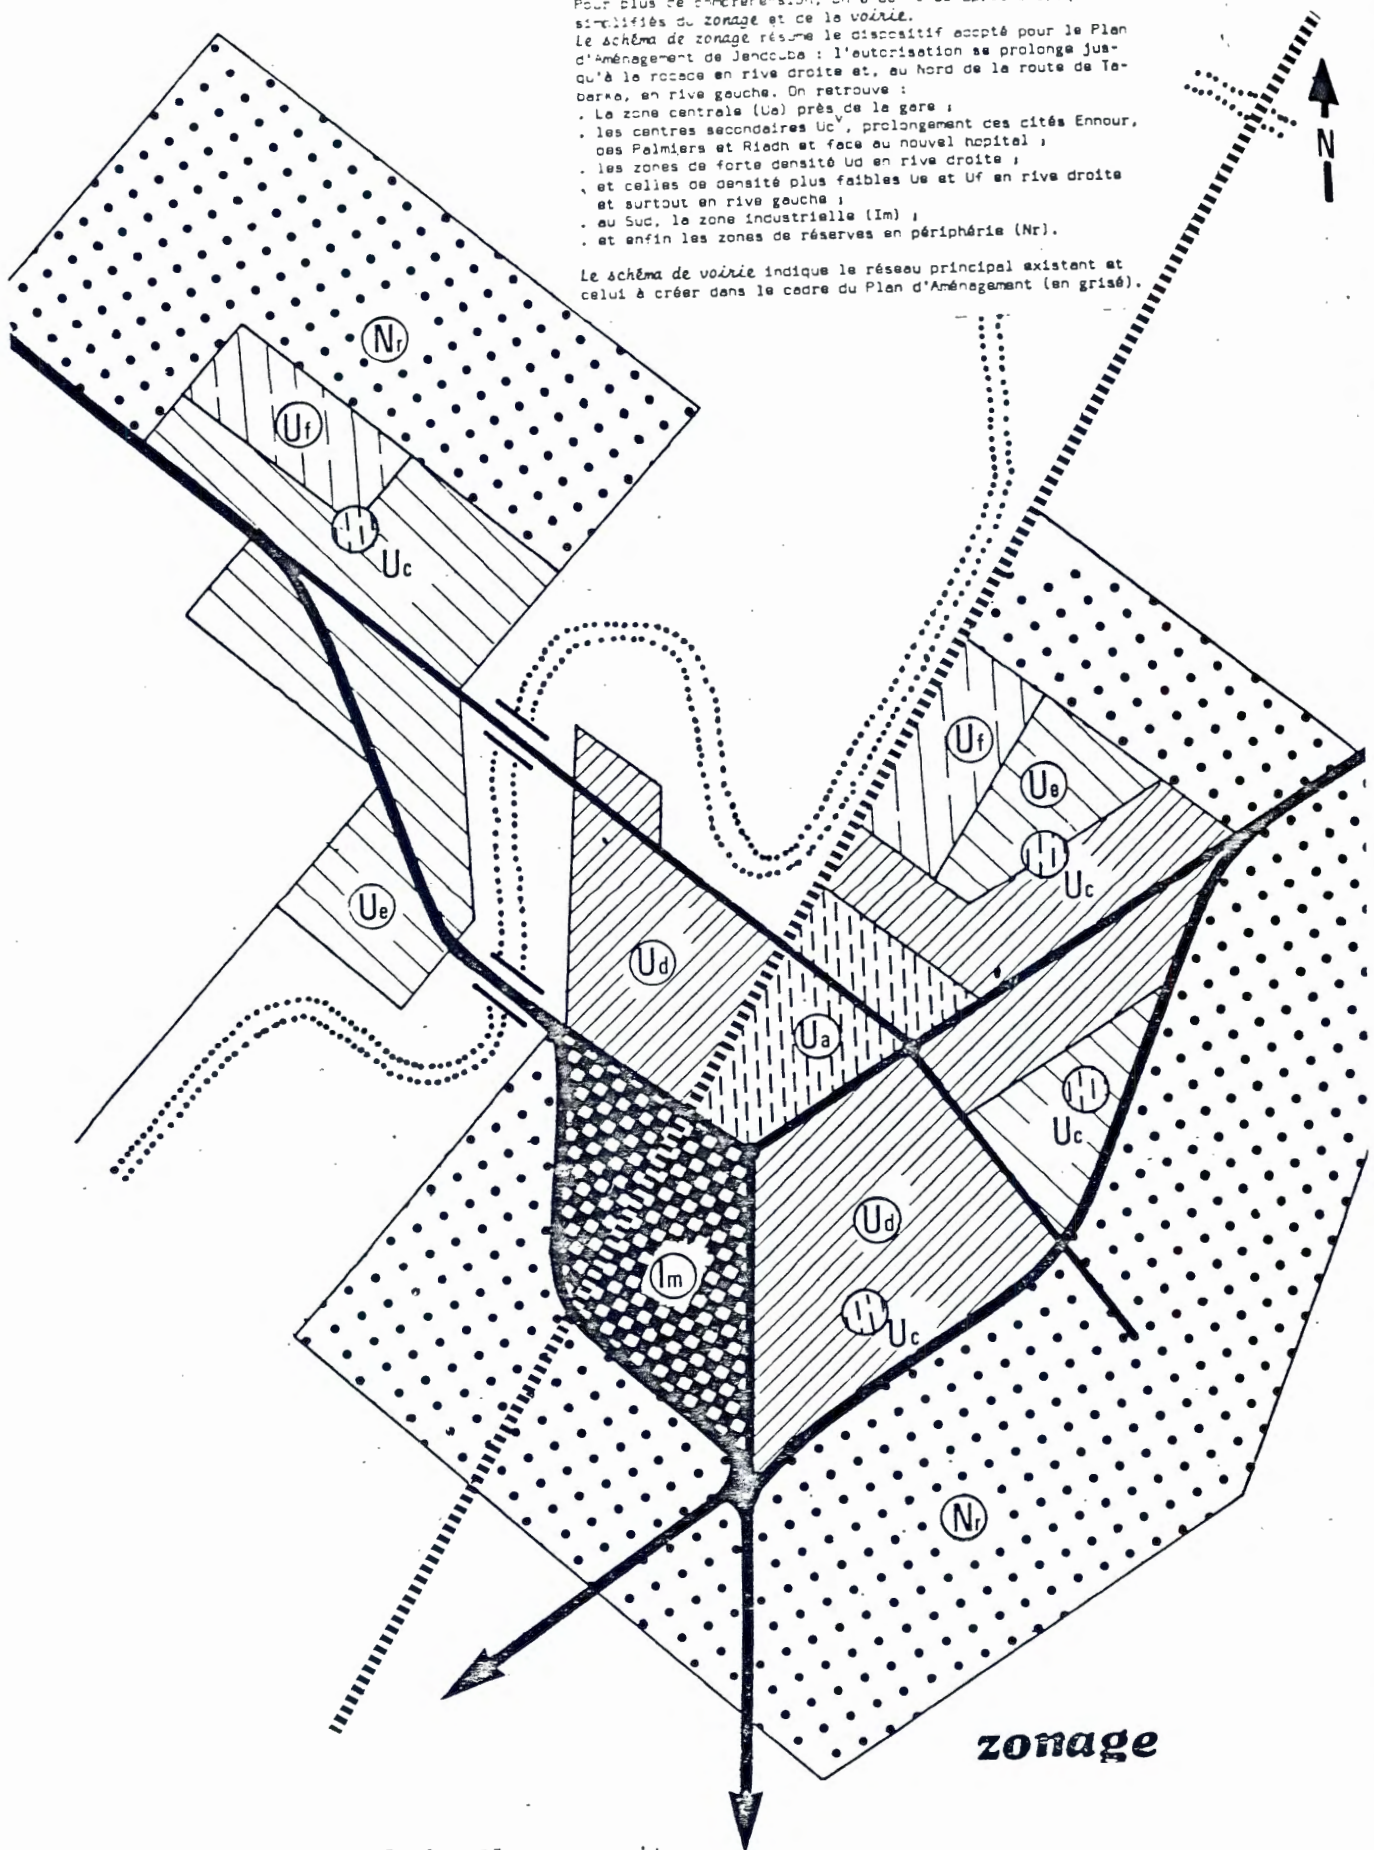 Pour plus de
simplifiés du zonage et de la voirie.
Le schéma de zonage résume le dispositif adopté pour le Plan
d'Aménagement de Jendouba : l'autorisation se prolonge jus-
qu'à la rocace en rive droite et, au Nord de la route de Ta-
barka, en rive gauche. On retrouve :
. La zone centrale (Ua) près de la gare ;
. les centres secondaires Uc, prolongement des cités Ennour,
des Palmiers et Riadh et face au nouvel hopital ;
. les zones de forte densité Ud en rive droite ;
. et celles de densité plus faibles Ue et Uf en rive droite
et surtout en rive gauche ;
. au Sud, la zone industrielle (Im) ;
. et enfin les zones de réserves en périphérie (Nr).
Le schéma de voirie indique le réseau principal existant et
celui à créer dans le cadre du Plan d'Aménagement (en grisé).
N
Nr
Uf
Uc
Uf
Ue
Uc
Ue
Ud
Ua
Uc
Ud
Im
Uc
Nr
zonage